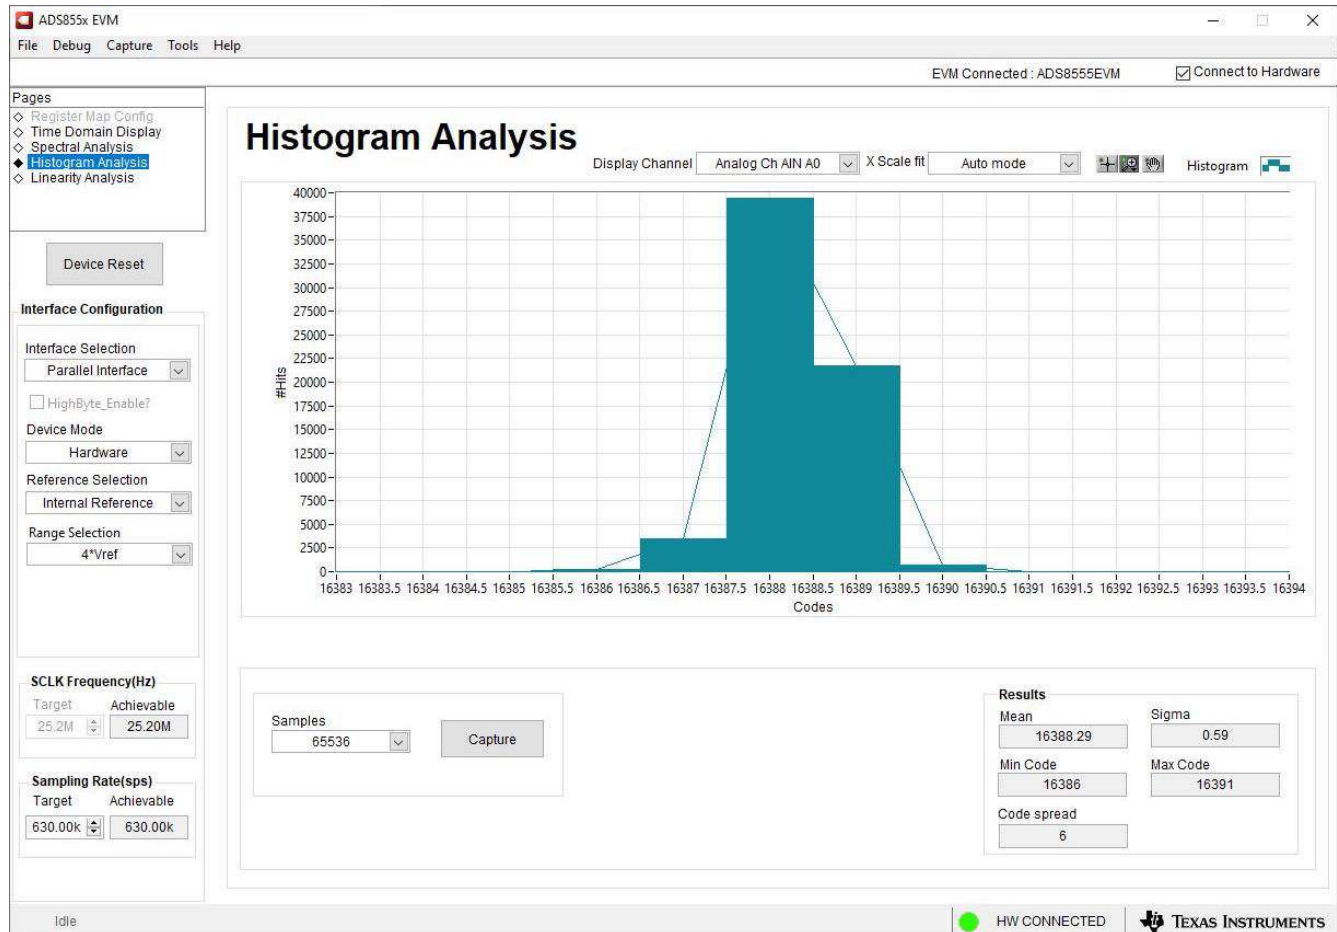 ADS855x EVM
File Debug Capture Tools Help
EVM Connected : ADS8555EVM Connect to Hardware
Pages
Register Map Config
Time Domain Display
Spectral Analysis
Histogram Analysis
Linearity Analysis
Device Reset
Interface Configuration
Interface Selection
Parallel Interface
HighByte_Enable?
Device Mode
Hardware
Reference Selection
Internal Reference
Range Selection
4*Vref
SCLK Frequency(Hz)
Target Achievable
25.2M 25.20M
Sampling Rate(sps)
Target Achievable
630.00k 630.00k
Histogram Analysis
Display Channel Analog Ch AIN A0 X Scale fit Auto mode Histogram
40000
37500
35000
32500
30000
27500
25000
22500
20000
17500
15000
12500
10000
7500
5000
2500
0
#Hits
16383 16383.5 16384 16384.5 16385 16385.5 16386 16386.5 16387 16387.5 16388 16388.5 16389 16389.5 16390 16390.5 16391 16391.5 16392 16392.5 16393 16393.5 16394
Codes
Samples
65536 Capture
Results
Mean Sigma
16388.29 0.59
Min Code Max Code
16386 16391
Code spread
6
Idle HW CONNECTED TEXAS INSTRUMENTS